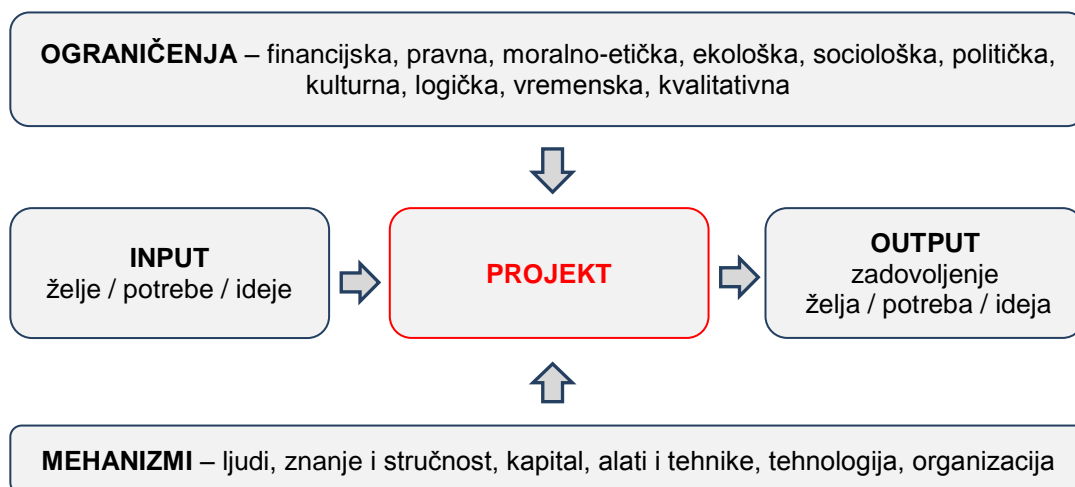 OGRANIČENJA – financijska, pravna, moralno-etička, ekološka, sociološka, politička,
kulturna, logička, vremenska, kvalitativna
INPUT
želje / potrebe / ideje
PROJEKT
OUTPUT
zadovoljenje
želja / potreba / ideja
MEHANIZMI – ljudi, znanje i stručnost, kapital, alati i tehnike, tehnologija, organizacija